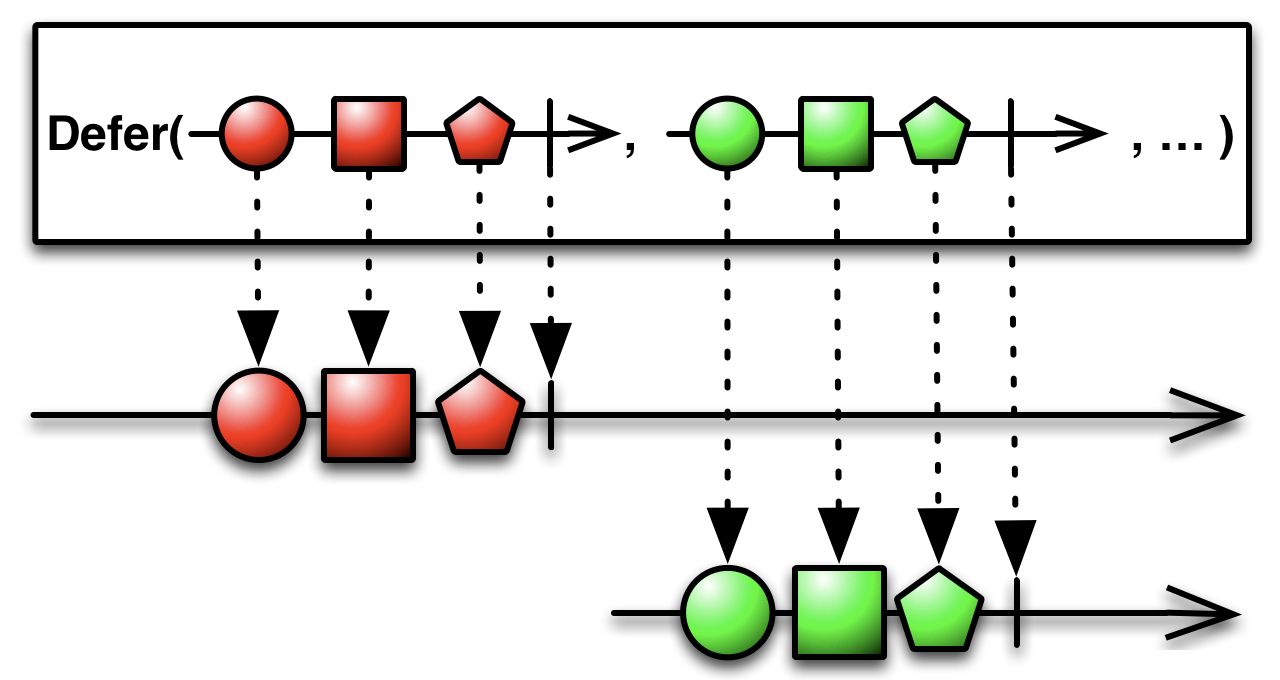 Defer( , , ... )